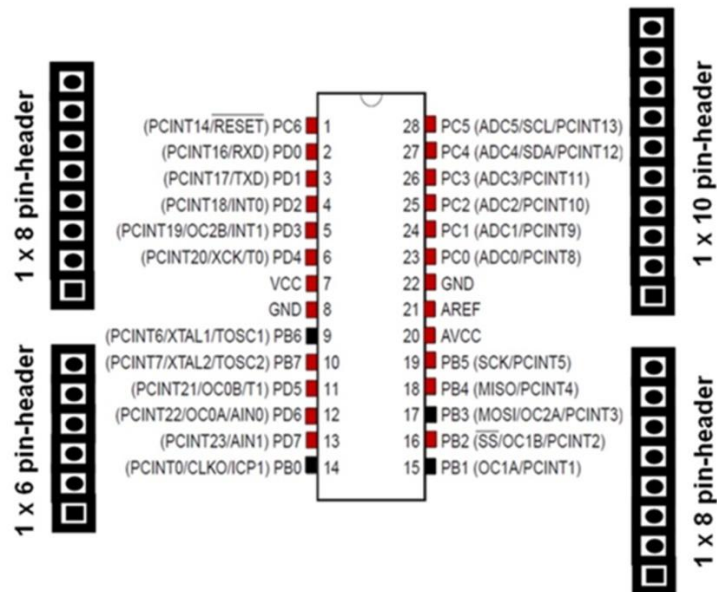 1 x 8 pin-header
1 x 6 pin-header
(PCINT14/RESET) PC6 1
(PCINT16/RXD) PD0 2
(PCINT17/TXD) PD1 3
(PCINT18/INT0) PD2 4
(PCINT19/OC2B/INT1) PD3 5
(PCINT20/XCK/T0) PD4 6
VCC 7
GND 8
(PCINT6/XTAL1/TOSC1) PB6 9
(PCINT7/XTAL2/TOSC2) PB7 10
(PCINT21/OC0B/T1) PD5 11
(PCINT22/OC0A/AIN0) PD6 12
(PCINT23/AIN1) PD7 13
(PCINT0/CLKO/ICP1) PB0 14
28 PC5 (ADC5/SCL/PCINT13)
27 PC4 (ADC4/SDA/PCINT12)
26 PC3 (ADC3/PCINT11)
25 PC2 (ADC2/PCINT10)
24 PC1 (ADC1/PCINT9)
23 PC0 (ADC0/PCINT8)
22 GND
21 AREF
20 AVCC
19 PB5 (SCK/PCINT5)
18 PB4 (MISO/PCINT4)
17 PB3 (MOSI/OC2A/PCINT3)
16 PB2 (SS/OC1B/PCINT2)
15 PB1 (OC1A/PCINT1)
1 x 10 pin-header
1 x 8 pin-header